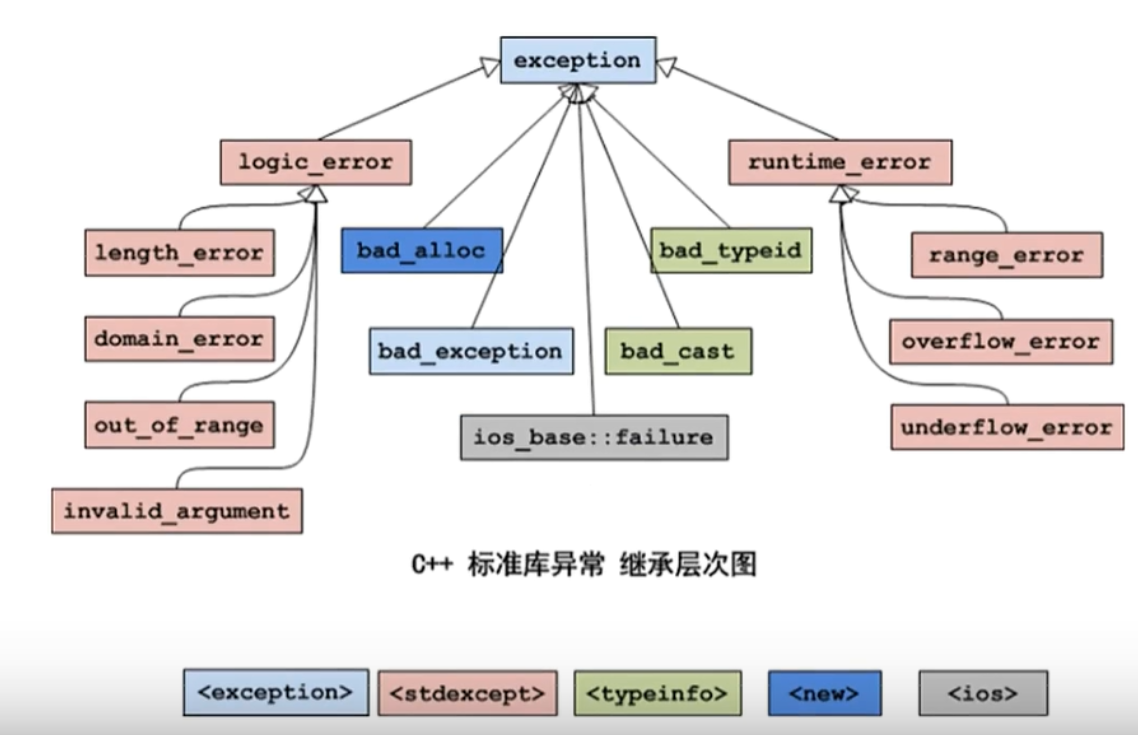 exception
logic_error
runtime_error
length_error
bad_alloc
bad_typeid
range_error
domain_error
bad_exception
bad_cast
overflow_error
out_of_range
ios_base::failure
underflow_error
invalid_argument
C++ 标准库异常 继承层次图
<exception> <stdexcept> <typeinfo> <new> <ios>